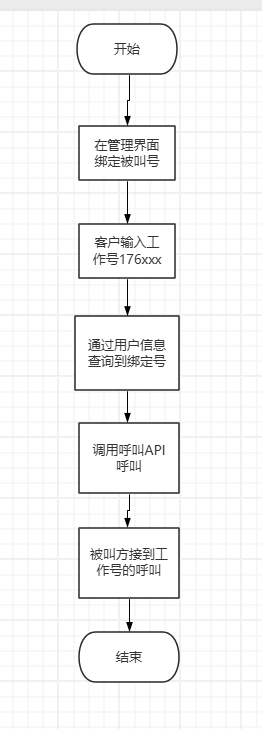 开始
在管理界面
绑定被叫号
客户输入工
作号176xxx
通过用户信息
查询到绑定号
调用呼叫API
呼叫
被叫方接到工
作号的呼叫
结束